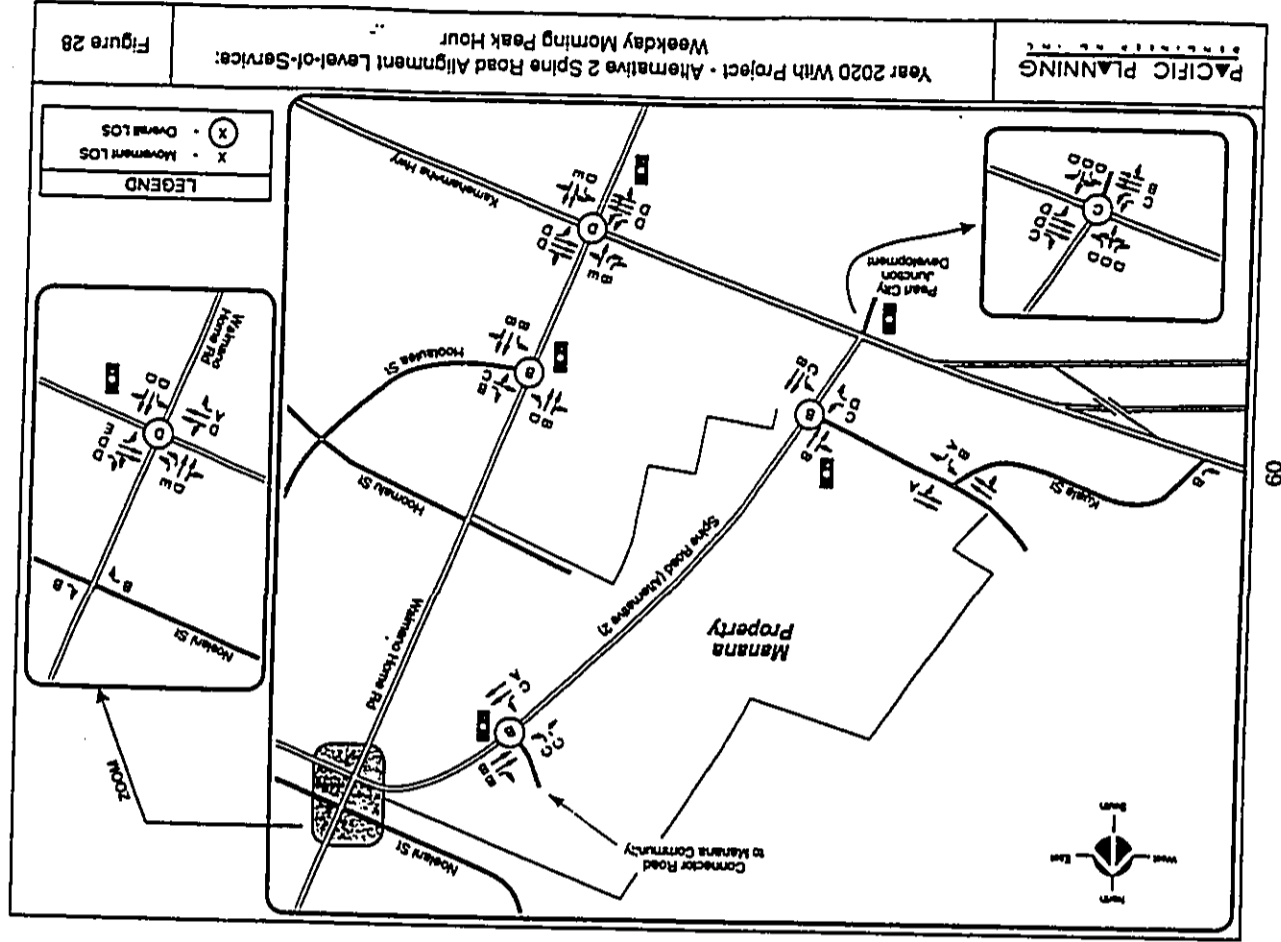 PACIFIC PLANNING
Year 2020 With Project - Alternative 2 Spine Road Alignment Level-of-Service:
Weekday Morning Peak Hour
Figure 28
LEGEND
X - Movement LOS
X - Overall LOS
North
West
East
South
Connector Road
to Manana Community
Noelani St
ZOOM
B B
B
C C
C A
Manana
Property
Spine Road (Alternative 2)
Waimano Home Rd
Hoomalu St
Hoolaulea St
Kuala St
B
A
B A
B
B
C D
C B
Pearl City
Junction
Development
B D
B
C B
B B
B E
D
D D
D D
D E
Kamehameha Hwy
D D D
C
D D C
B C
D D D
Noelani St
B
B
D E
D
E D D
A D
D D
Waimano
Home Rd
60